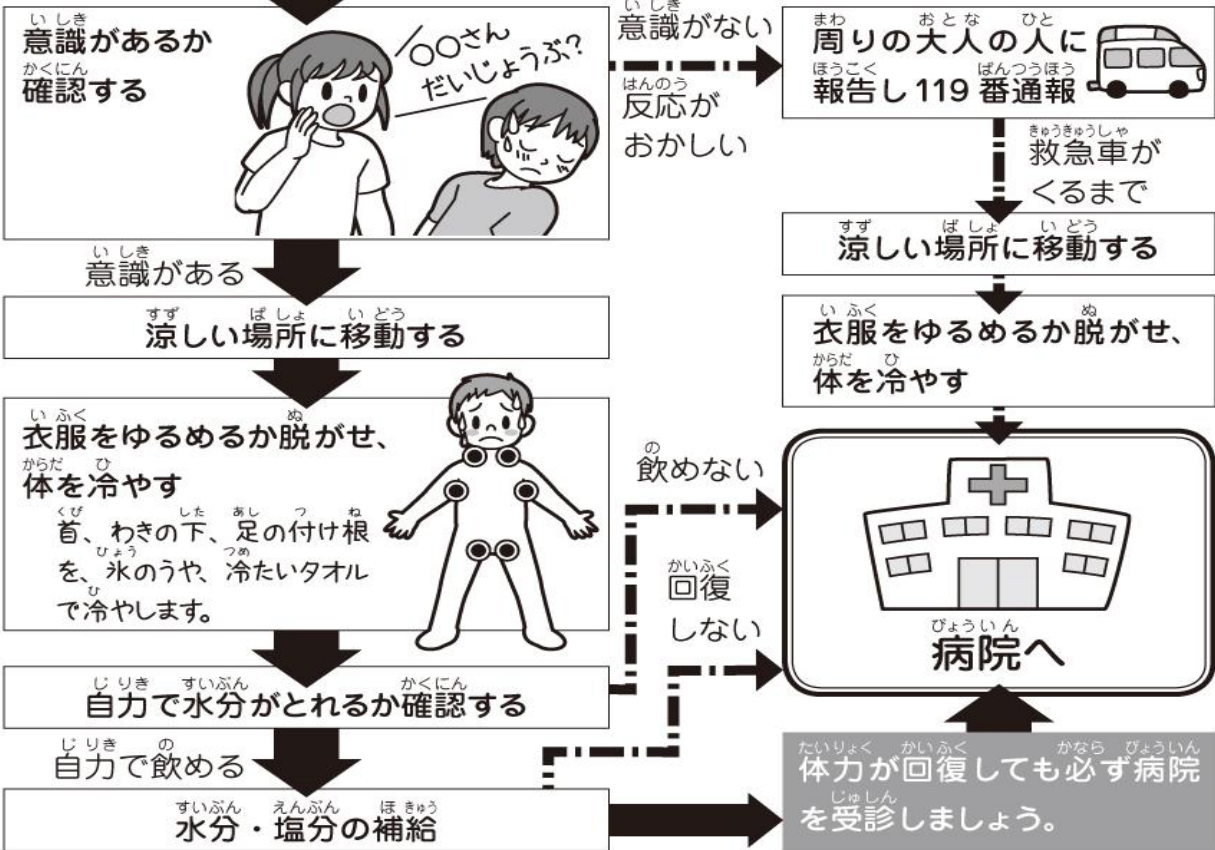 意識があるか
確認する
○○さん
だいじょうぶ?
意識がない
反応が
おかしい
周りの大人の人に
報告し119番通報
救急車が
くるまで
涼しい場所に移動する
衣服をゆるめるか脱がせ、
体を冷やす
意識がある
涼しい場所に移動する
衣服をゆるめるか脱がせ、
体を冷やす
首、わきの下、足の付け根
を、氷のうや、冷たいタオル
で冷やします。
自力で水分がとれるか確認する
飲めない
自力で飲める
水分・塩分の補給
回復
しない
病院へ
体力が回復しても必ず病院
を受診しましょう。